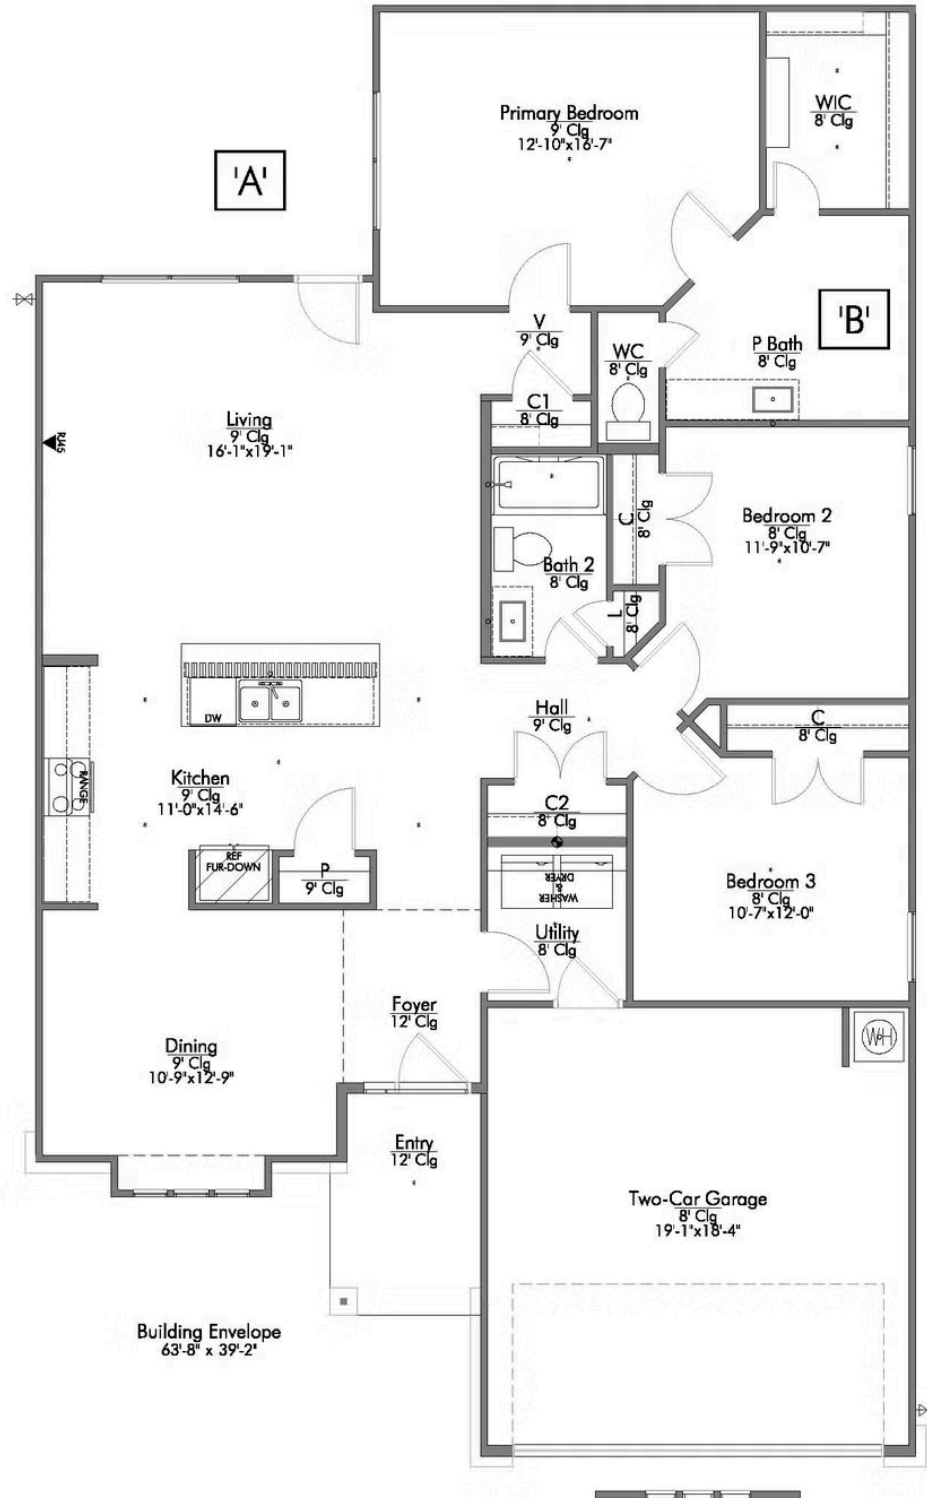 Primary Bedroom
9' Clg
12'-10"x16'-7"
WIC
8' Clg
'A'
'B'
V
9' Clg
WC
8' Clg
P Bath
8' Clg
C1
8' Clg
Living
9' Clg
16'-1"x19'-1"
RJ45
C
8' Clg
Bedroom 2
8' Clg
11'-9"x10'-7"
Bath 2
8' Clg
L
8' Clg
DW
Hall
9' Clg
C
8' Clg
Kitchen
9' Clg
11'-0"x14'-6"
RANGE
C2
8' Clg
REF
FUR-DOWN
P
9' Clg
WASHER
&
DRYER
Bedroom 3
8' Clg
10'-7"x12'-0"
Utility
8' Clg
Foyer
12' Clg
Dining
9' Clg
10'-9"x12'-9"
WH
Entry
12' Clg
Two-Car Garage
8' Clg
19'-1"x18'-4"
Building Envelope
63'-8" x 39'-2"